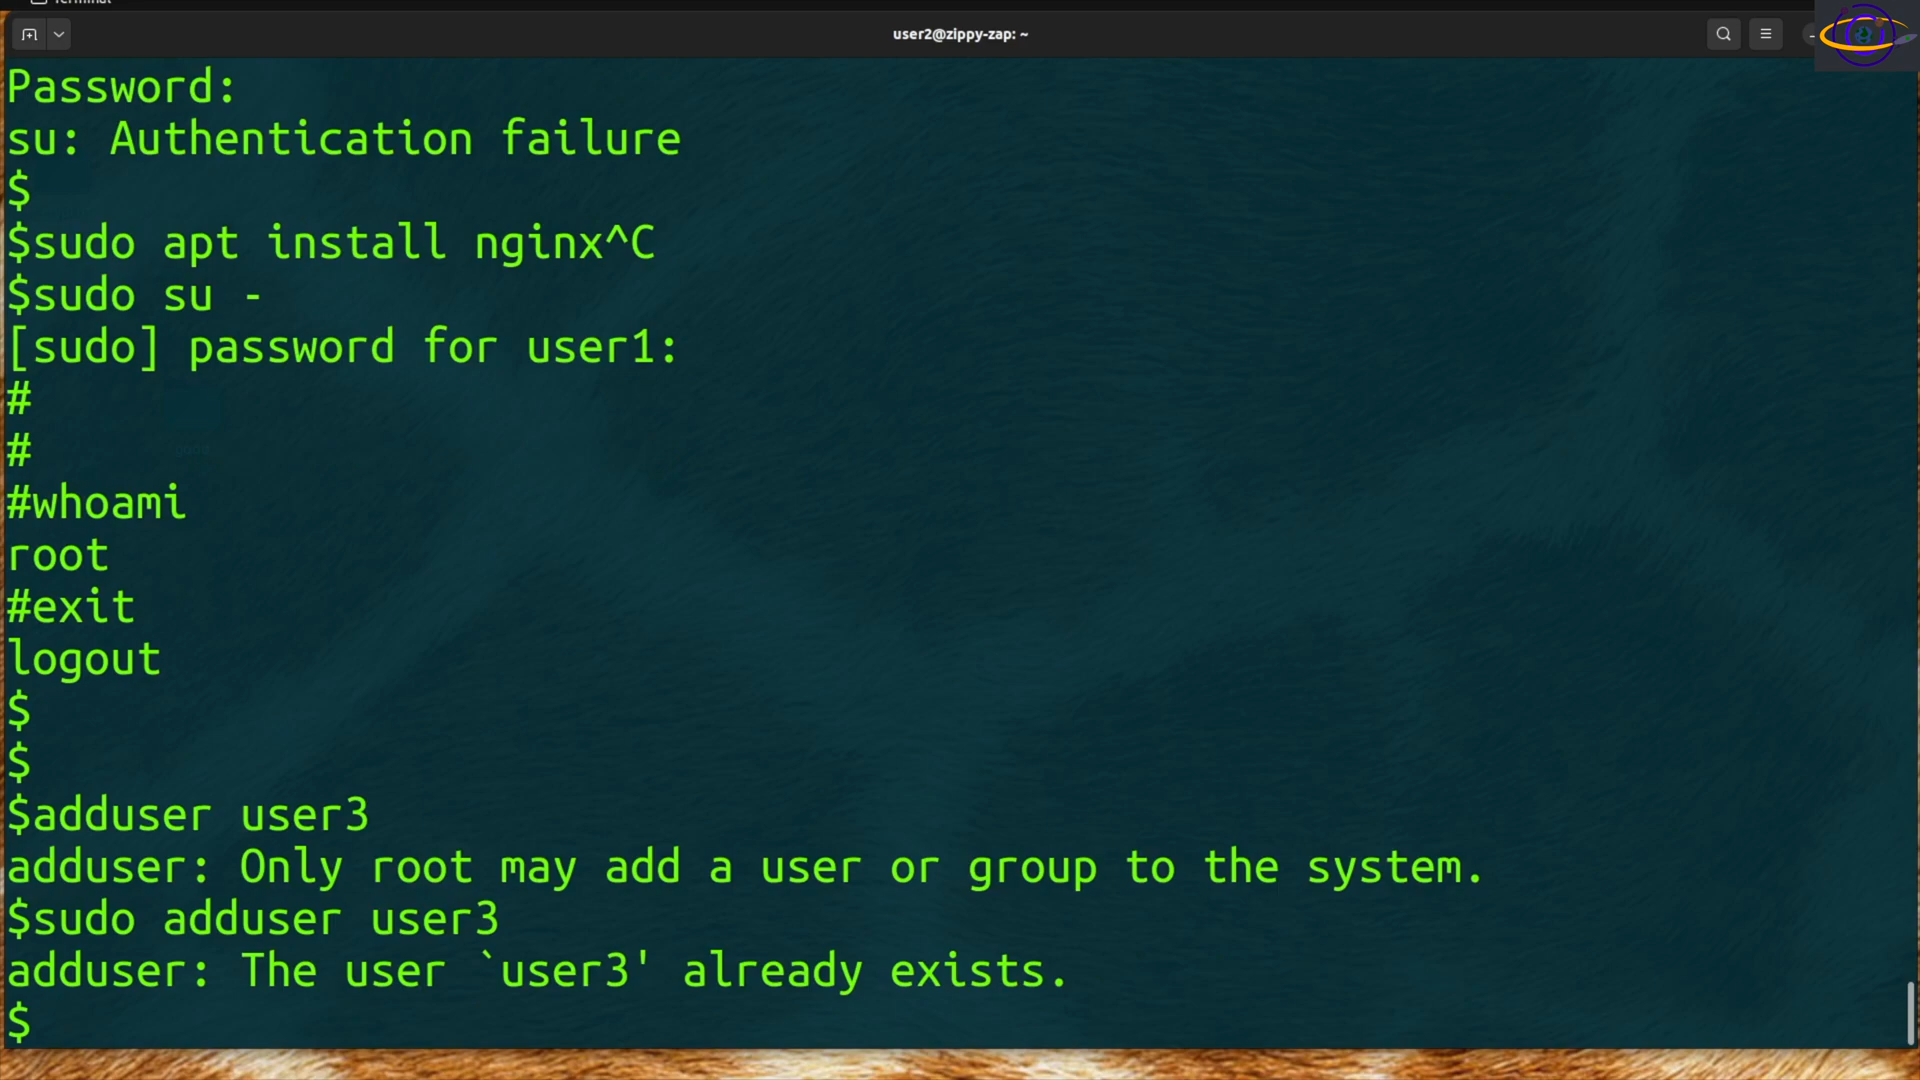 Terminal
user2@zippy-zap: ~
Password:
su: Authentication failure
$
$sudo apt install nginx^C
$sudo su -
[sudo] password for user1:
#
#
#whoami
root
#exit
logout
$
$
$adduser user3
adduser: Only root may add a user or group to the system.
$sudo adduser user3
adduser: The user `user3' already exists.
$